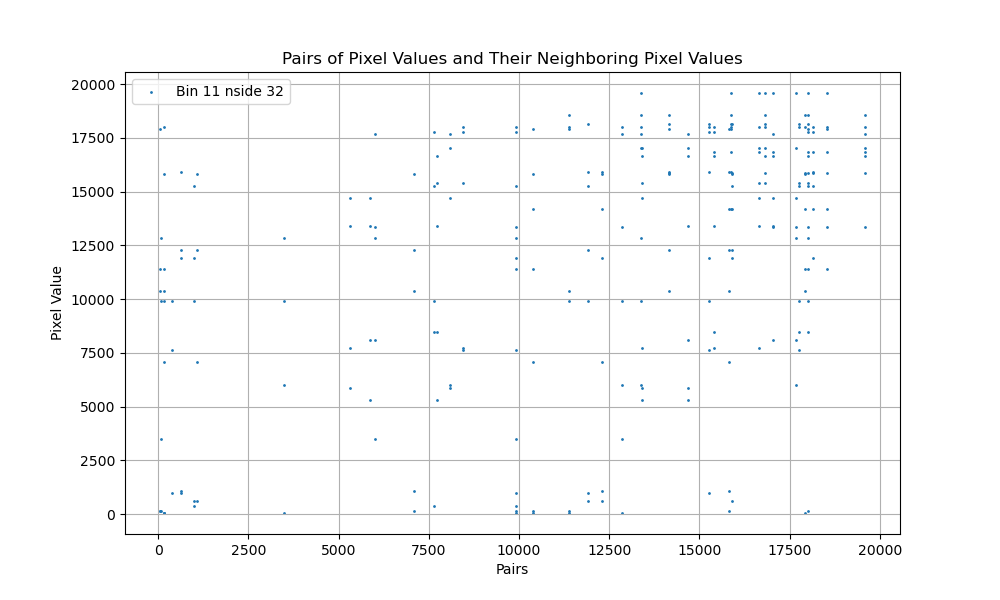 Pairs of Pixel Values and Their Neighboring Pixel Values
Bin 11 nside 32
Pixel Value
20000
17500
15000
12500
10000
7500
5000
2500
0
0 2500 5000 7500 10000 12500 15000 17500 20000
Pairs